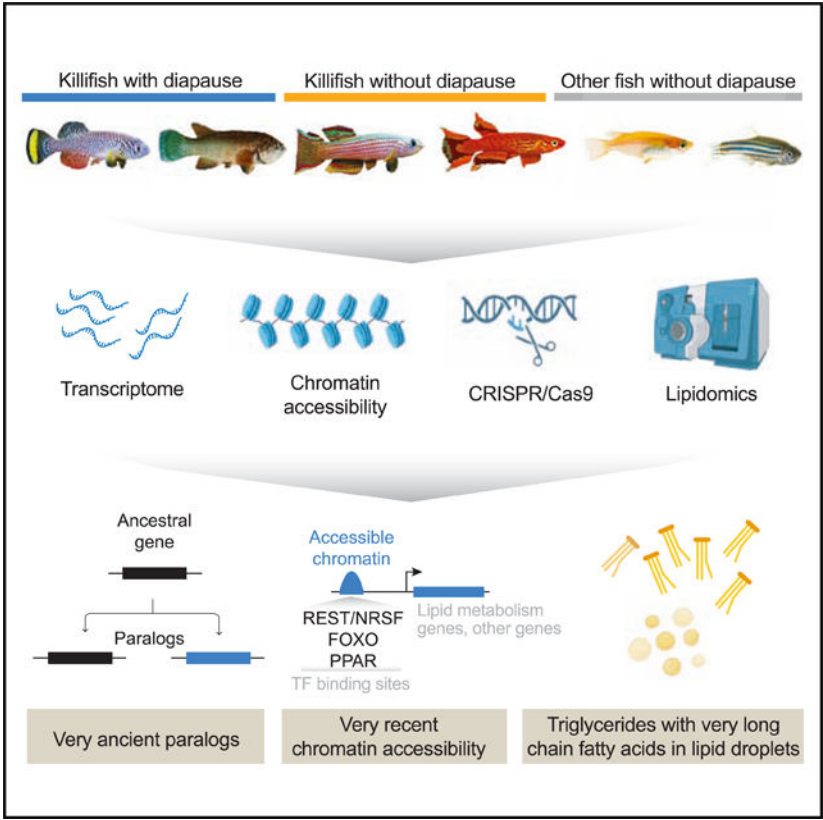 Killifish with diapause
Killifish without diapause
Other fish without diapause
Transcriptome
Chromatin
accessibility
CRISPR/Cas9
Lipidomics
Ancestral
gene
Paralogs
Accessible
chromatin
REST/NRSF
FOXO
PPAR
TF binding sites
Lipid metabolism
genes, other genes
Very ancient paralogs
Very recent
chromatin accessibility
Triglycerides with very long
chain fatty acids in lipid droplets